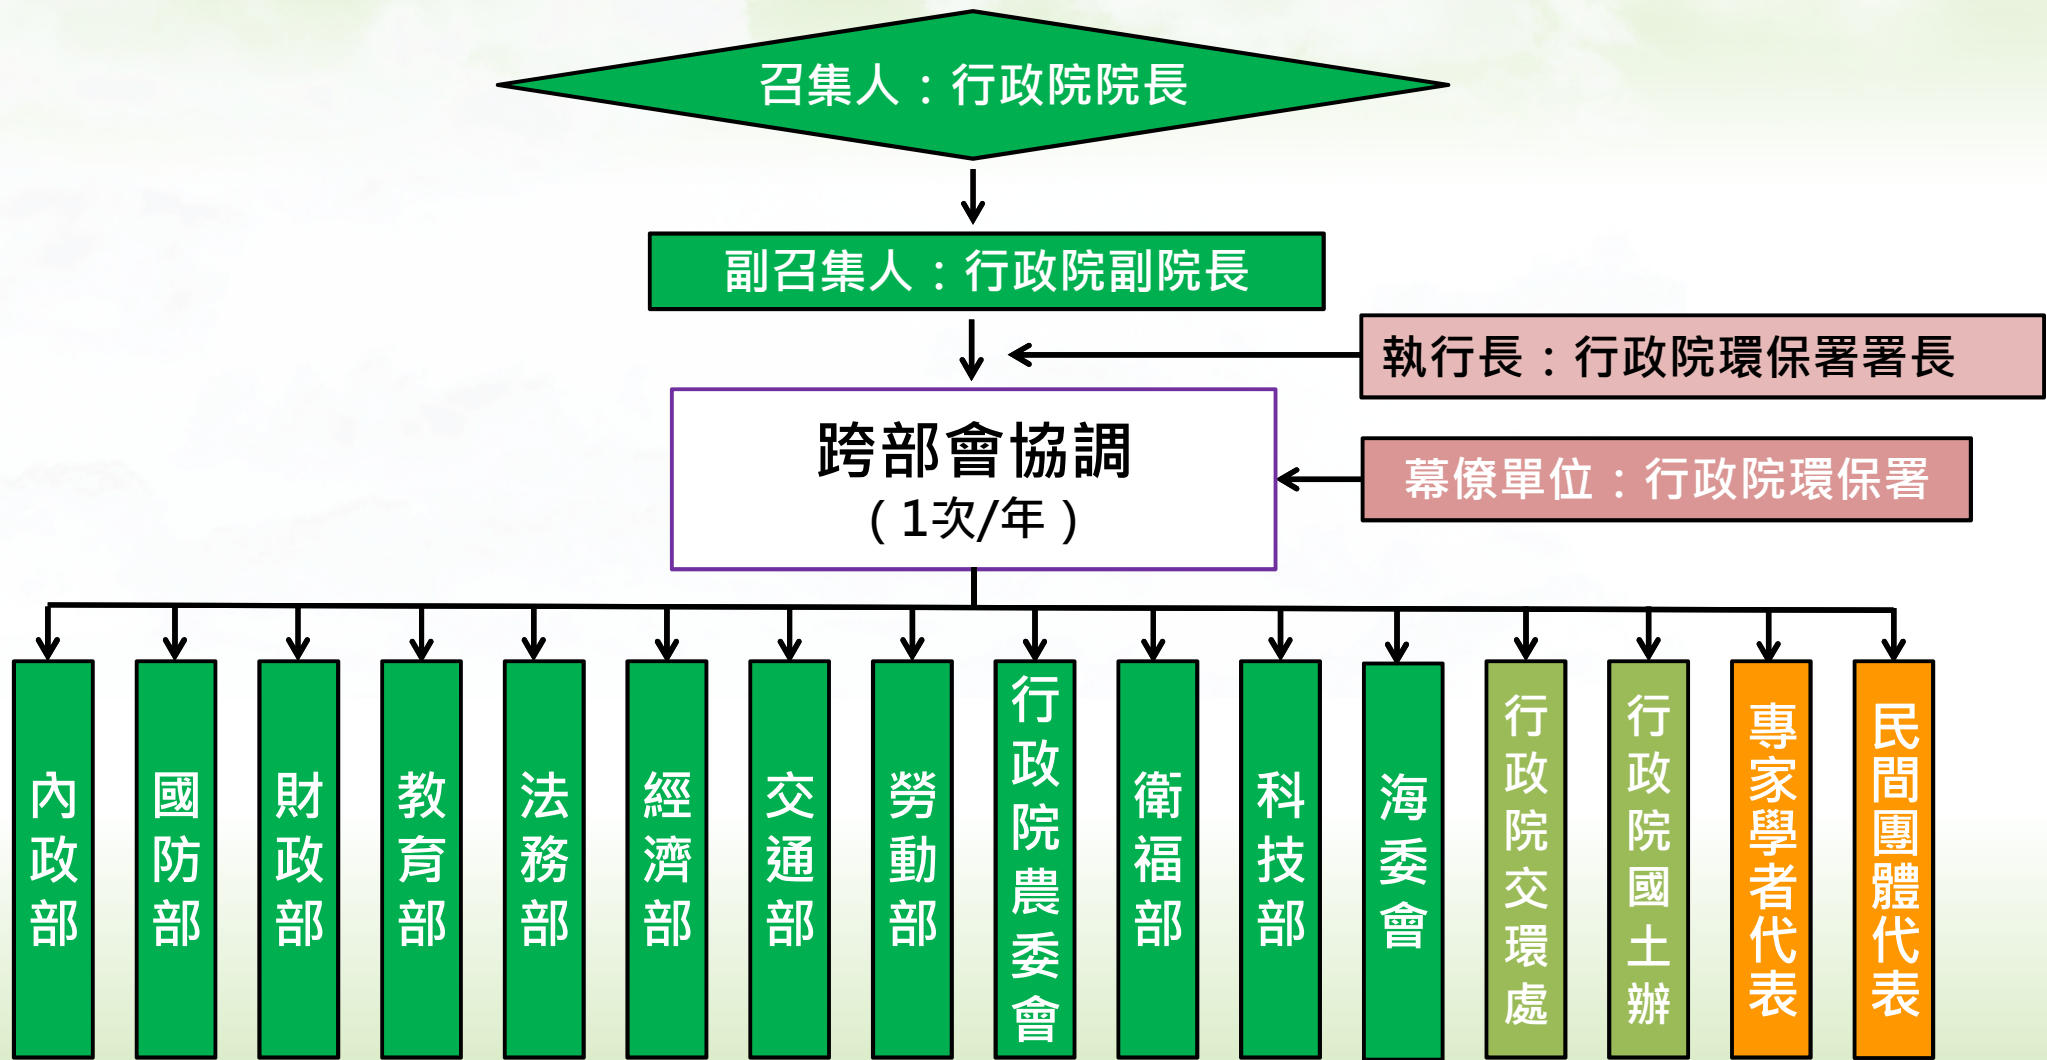 召集人：行政院院長
副召集人：行政院副院長
執行長：行政院環保署署長
跨部會協調
（1次/年）
幕僚單位：行政院環保署
內政部
國防部
財政部
教育部
法務部
經濟部
交通部
勞動部
行政院農委會
衛福部
科技部
海委會
行政院交環處
行政院國土辦
專家學者代表
民間團體代表